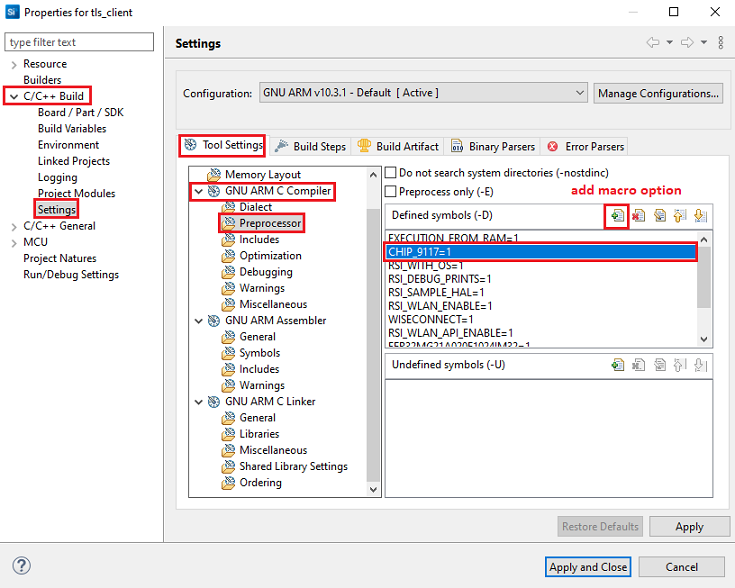 Si Properties for tls_client
type filter text
Resource
Builders
C/C++ Build
Board / Part / SDK
Build Variables
Environment
Linked Projects
Logging
Project Modules
Settings
C/C++ General
MCU
Project Natures
Run/Debug Settings
Settings
Configuration: GNU ARM v10.3.1 - Default [ Active ] Manage Configurations...
Tool Settings Build Steps Build Artifact Binary Parsers Error Parsers
Memory Layout
GNU ARM C Compiler
Dialect
Preprocessor
Includes
Optimization
Debugging
Warnings
Miscellaneous
GNU ARM Assembler
General
Symbols
Includes
Warnings
GNU ARM C Linker
General
Libraries
Miscellaneous
Shared Library Settings
Ordering
Do not search system directories (-nostdinc)
Preprocess only (-E)
add macro option
Defined symbols (-D)
EXECUTION_FROM_RAM=1
CHIP_9117=1
RSI_WITH_OS=1
RSI_DEBUG_PRINTS=1
RSI_SAMPLE_HAL=1
RSI_WLAN_ENABLE=1
WISECONNECT=1
RSI_WLAN_API_ENABLE=1
Undefined symbols (-U)
Restore Defaults Apply
? Apply and Close Cancel